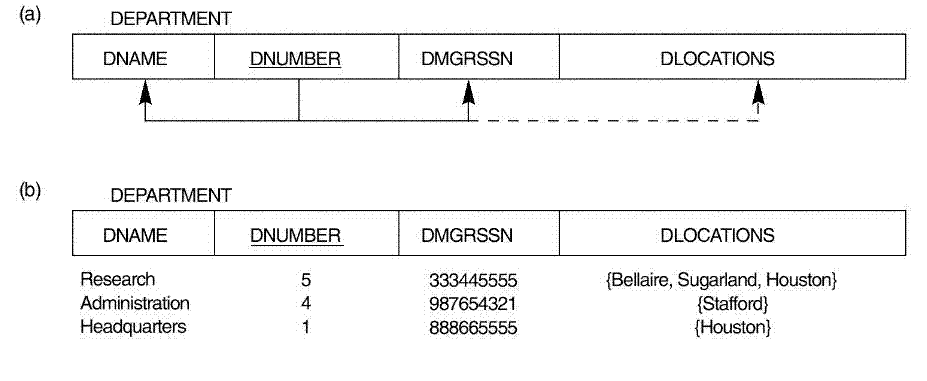 (a)
DEPARTMENT
DNAME DNUMBER DMGRSSN DLOCATIONS
(b)
DEPARTMENT
DNAME DNUMBER DMGRSSN DLOCATIONS
Research 5 333445555 {Bellaire, Sugarland, Houston}
Administration 4 987654321 {Stafford}
Headquarters 1 888665555 {Houston}